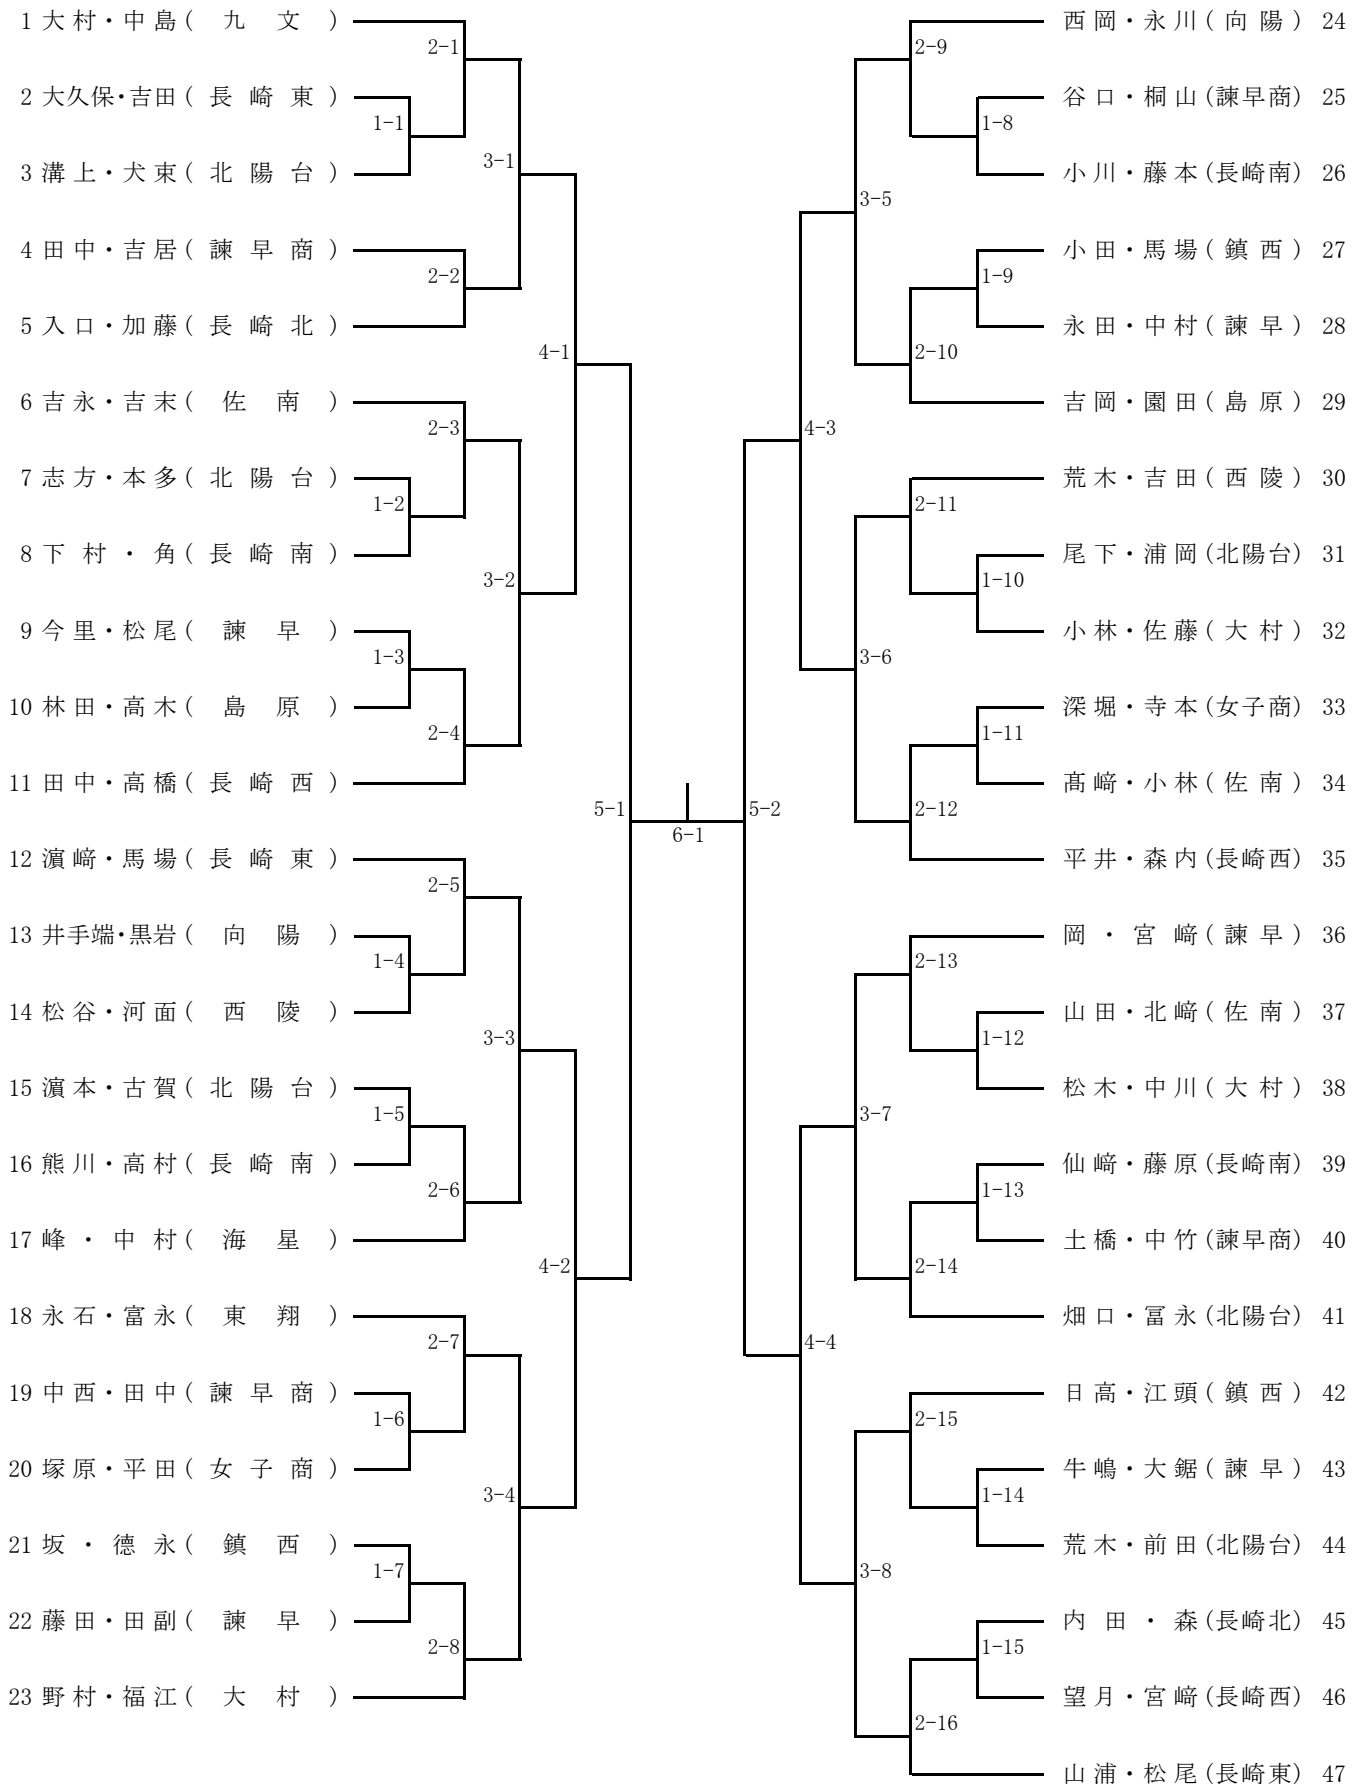 1 大村・中島(九文)
2-1
2 大久保・吉田(長崎東)
1-1
3 溝上・犬束(北陽台)
3-1
4 田中・吉居(諫早商)
2-2
5 入口・加藤(長崎北)
4-1
6 吉永・吉末(佐南)
2-3
7 志方・本多(北陽台)
1-2
8 下村・角(長崎南)
3-2
9 今里・松尾(諫早)
1-3
10 林田・高木(島原)
2-4
11 田中・高橋(長崎西)
5-1
12 濵﨑・馬場(長崎東)
2-5
13 井手端・黒岩(向陽)
1-4
14 松谷・河面(西陵)
3-3
15 濵本・古賀(北陽台)
1-5
16 熊川・高村(長崎南)
2-6
17 峰・中村(海星)
4-2
18 永石・富永(東翔)
2-7
19 中西・田中(諫早商)
1-6
20 塚原・平田(女子商)
3-4
21 坂・德永(鎮西)
1-7
22 藤田・田副(諫早)
2-8
23 野村・福江(大村)
6-1
西岡・永川(向陽) 24
2-9
谷口・桐山(諫早商) 25
1-8
小川・藤本(長崎南) 26
3-5
小田・馬場(鎮西) 27
1-9
永田・中村(諫早) 28
2-10
吉岡・園田(島原) 29
4-3
荒木・吉田(西陵) 30
2-11
尾下・浦岡(北陽台) 31
1-10
小林・佐藤(大村) 32
3-6
深堀・寺本(女子商) 33
1-11
髙﨑・小林(佐南) 34
2-12
平井・森内(長崎西) 35
5-2
岡・宮﨑(諫早) 36
2-13
山田・北﨑(佐南) 37
1-12
松木・中川(大村) 38
3-7
仙﨑・藤原(長崎南) 39
1-13
土橋・中竹(諫早商) 40
2-14
畑口・冨永(北陽台) 41
4-4
日高・江頭(鎮西) 42
2-15
牛嶋・大鋸(諫早) 43
1-14
荒木・前田(北陽台) 44
3-8
内田・森(長崎北) 45
1-15
望月・宮﨑(長崎西) 46
2-16
山浦・松尾(長崎東) 47